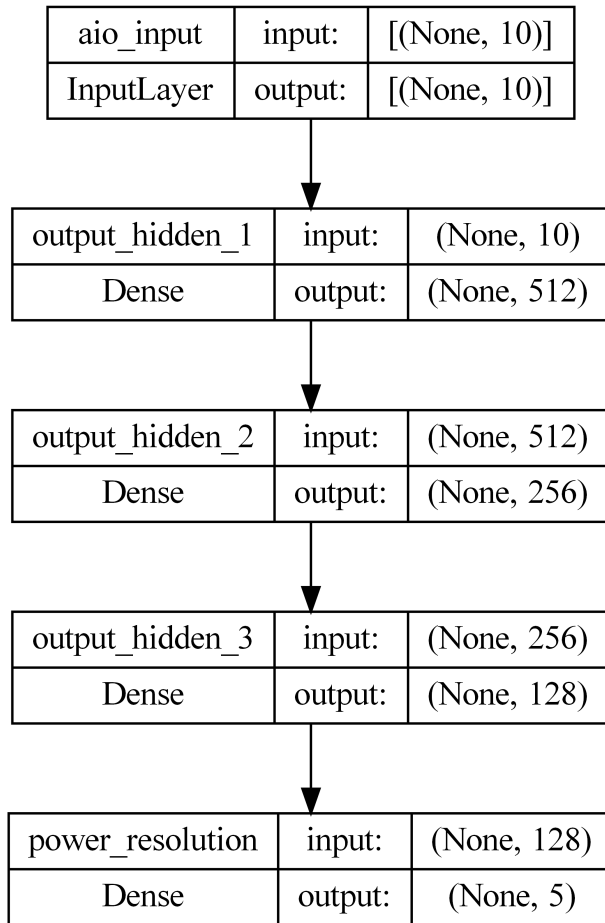 aio_input input: [(None, 10)]
InputLayer output: [(None, 10)]
output_hidden_1 input: (None, 10)
Dense output: (None, 512)
output_hidden_2 input: (None, 512)
Dense output: (None, 256)
output_hidden_3 input: (None, 256)
Dense output: (None, 128)
power_resolution input: (None, 128)
Dense output: (None, 5)